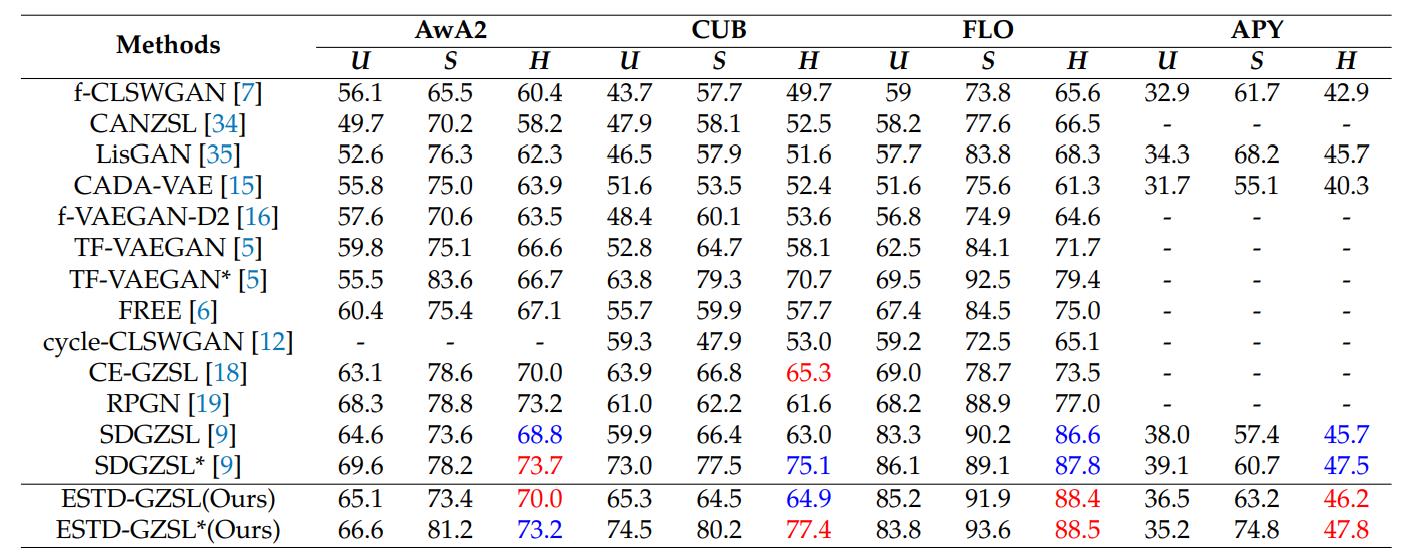 Methods AwA2 CUB FLO APY
U S H U S H U S H U S H
f-CLSWGAN [7] 56.1 65.5 60.4 43.7 57.7 49.7 59 73.8 65.6 32.9 61.7 42.9
CANZSL [34] 49.7 70.2 58.2 47.9 58.1 52.5 58.2 77.6 66.5 - - -
LisGAN [35] 52.6 76.3 62.3 46.5 57.9 51.6 57.7 83.8 68.3 34.3 68.2 45.7
CADA-VAE [15] 55.8 75.0 63.9 51.6 53.5 52.4 51.6 75.6 61.3 31.7 55.1 40.3
f-VAEGAN-D2 [16] 57.6 70.6 63.5 48.4 60.1 53.6 56.8 74.9 64.6 - - -
TF-VAEGAN [5] 59.8 75.1 66.6 52.8 64.7 58.1 62.5 84.1 71.7 - - -
TF-VAEGAN* [5] 55.5 83.6 66.7 63.8 79.3 70.7 69.5 92.5 79.4 - - -
FREE [6] 60.4 75.4 67.1 55.7 59.9 57.7 67.4 84.5 75.0 - - -
cycle-CLSWGAN [12] - - - 59.3 47.9 53.0 59.2 72.5 65.1 - - -
CE-GZSL [18] 63.1 78.6 70.0 63.9 66.8 65.3 69.0 78.7 73.5 - - -
RPGN [19] 68.3 78.8 73.2 61.0 62.2 61.6 68.2 88.9 77.0 - - -
SDGZSL [9] 64.6 73.6 68.8 59.9 66.4 63.0 83.3 90.2 86.6 38.0 57.4 45.7
SDGZSL* [9] 69.6 78.2 73.7 73.0 77.5 75.1 86.1 89.1 87.8 39.1 60.7 47.5
ESTD-GZSL(Ours) 65.1 73.4 70.0 65.3 64.5 64.9 85.2 91.9 88.4 36.5 63.2 46.2
ESTD-GZSL*(Ours) 66.6 81.2 73.2 74.5 80.2 77.4 83.8 93.6 88.5 35.2 74.8 47.8